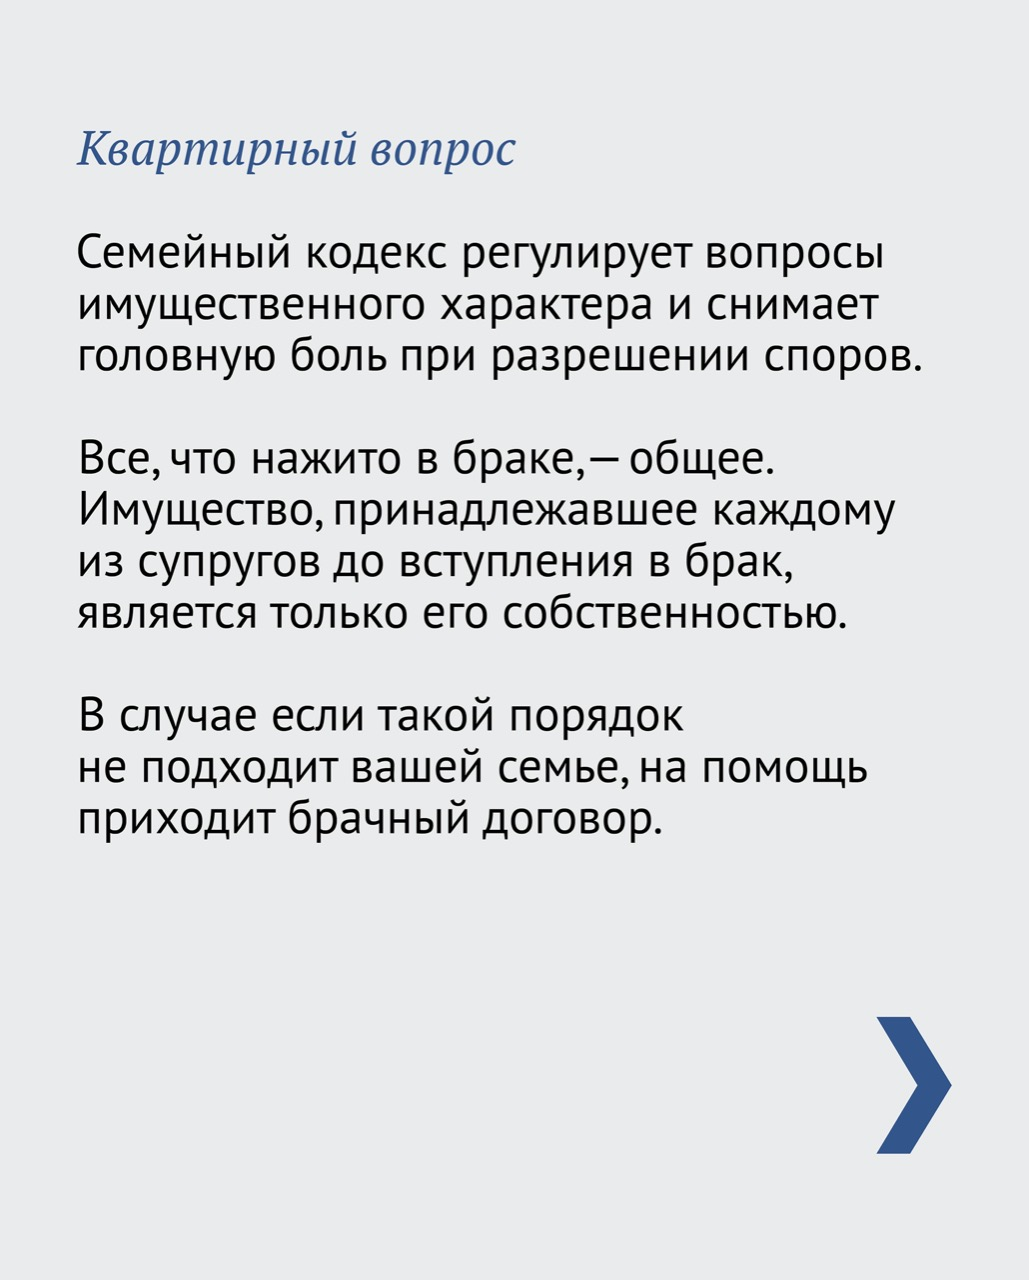 Квартирный вопрос
Семейный кодекс регулирует вопросы
имущественного характера и снимает
головную боль при разрешении споров.
Все, что нажито в браке,— общее.
Имущество, принадлежавшее каждому
из супругов до вступления в брак,
является только его собственностью.
В случае если такой порядок
не подходит вашей семье, на помощь
приходит брачный договор.